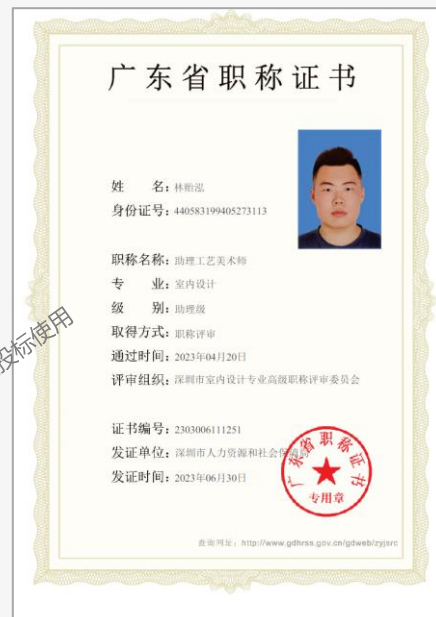 广东省职称证书
姓 名：林贻泓
身份证号：440583199405273113
职称名称：助理工艺美术师
专 业：室内设计
级 别：助理级
取得方式：职称评审
通过时间：2023年04月20日
评审组织：深圳市室内设计专业高级职称评审委员会
投标使用
证书编号：2303006111251
发证单位：深圳市人力资源和社会保障局
发证时间：2023年06月30日
广东省职称证书
专用章
查询网址：http://www.gdhrss.gov.cn/gdweb/zyjsrc